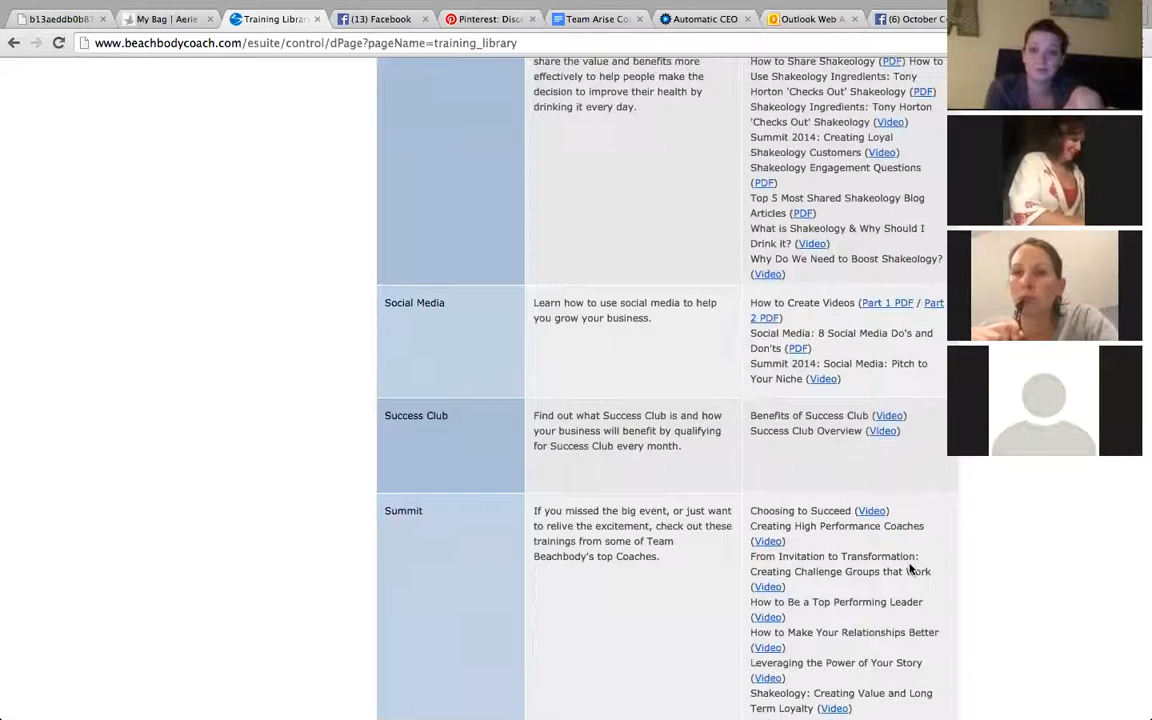 b13aeddb0b8
My Bag | Aerie
Training Libra
(13) Facebook
Pinterest: Disc
Team Arise Con
Automatic CEO
Outlook Web A
(6) October C
www.beachbodycoach.com/esuite/control/dPage?pageName=training_library
share the value and benefits more
effectively to help people make the
decision to improve their health by
drinking it every day.
How to Share Shakeology (PDF) How to
Use Shakeology Ingredients: Tony
Horton 'Checks Out' Shakeology (PDF)
Shakeology Ingredients: Tony Horton
'Checks Out' Shakeology (Video)
Summit 2014: Creating Loyal
Shakeology Customers (Video)
Shakeology Engagement Questions
(PDF)
Top 5 Most Shared Shakeology Blog
Articles (PDF)
What is Shakeology & Why Should I
Drink it? (Video)
Why Do We Need to Boost Shakeology?
(Video)
Social Media
Learn how to use social media to help
you grow your business.
How to Create Videos (Part 1 PDF / Part
2 PDF)
Social Media: 8 Social Media Do's and
Don'ts (PDF)
Summit 2014: Social Media: Pitch to
Your Niche (Video)
Success Club
Find out what Success Club is and how
your business will benefit by qualifying
for Success Club every month.
Benefits of Success Club (Video)
Success Club Overview (Video)
Summit
If you missed the big event, or just want
to relive the excitement, check out these
trainings from some of Team
Beachbody's top Coaches.
Choosing to Succeed (Video)
Creating High Performance Coaches
(Video)
From Invitation to Transformation:
Creating Challenge Groups that Work
(Video)
How to Be a Top Performing Leader
(Video)
How to Make Your Relationships Better
(Video)
Leveraging the Power of Your Story
(Video)
Shakeology: Creating Value and Long
Term Loyalty (Video)